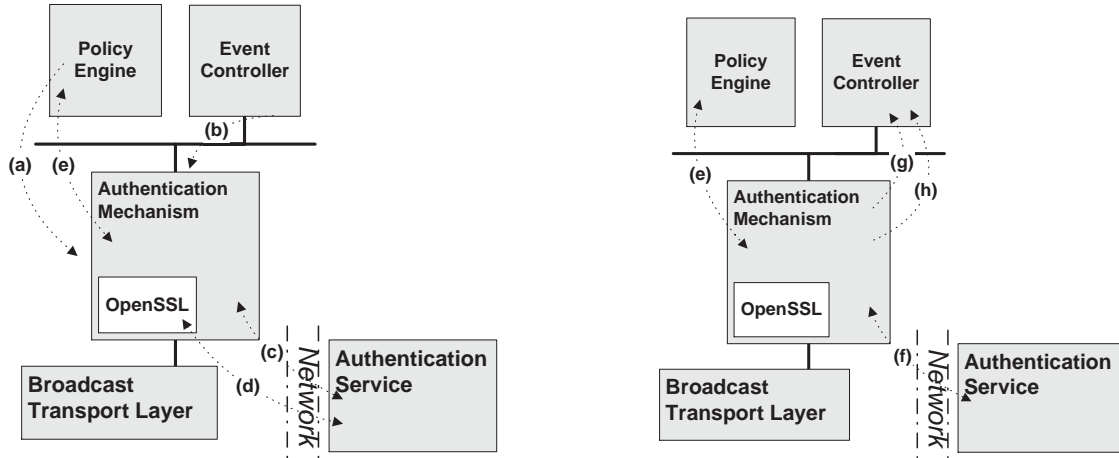 Policy
Engine
Event
Controller
(b)
(a)
(e)
Authentication
Mechanism
OpenSSL
(c)
(d)
Network
Authentication
Service
Broadcast
Transport Layer
Policy
Engine
Event
Controller
(e)
(g)
(h)
Authentication
Mechanism
OpenSSL
(f)
Network
Authentication
Service
Broadcast
Transport Layer